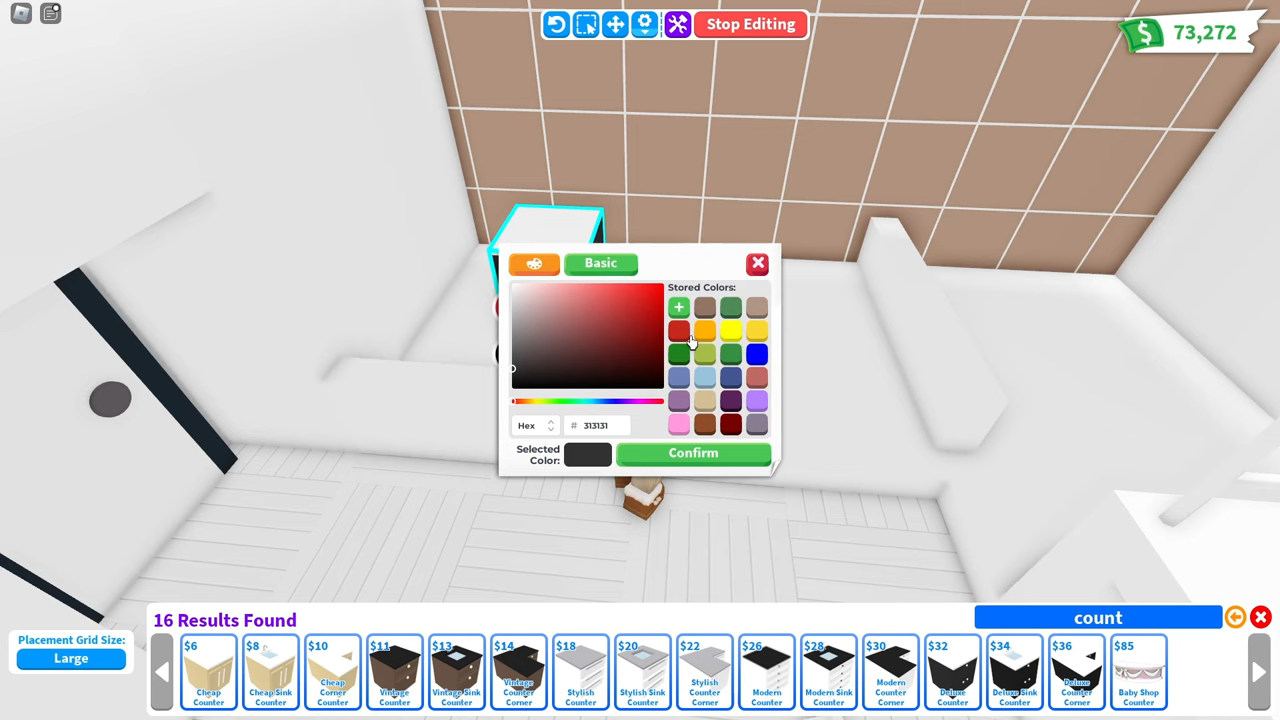 Stop Editing
73,272
Basic
Stored Colors:
Hex
# 313131
Selected
Color:
Confirm
16 Results Found
count
Placement Grid Size:
Large
$6
Cheap
Counter
$8
Cheap Sink
Counter
$10
Cheap
Corner
Counter
$11
Vintage
Counter
$13
Vintage Sink
Counter
$14
Vintage
Counter
Corner
$18
Stylish
Counter
$20
Stylish Sink
Counter
$22
Stylish
Counter
Corner
$26
Modern
Counter
$28
Modern Sink
Counter
$30
Modern
Counter
Corner
$32
Deluxe
Counter
$34
Deluxe Sink
Counter
$36
Deluxe
Corner
Counter
$85
Baby Shop
Counter